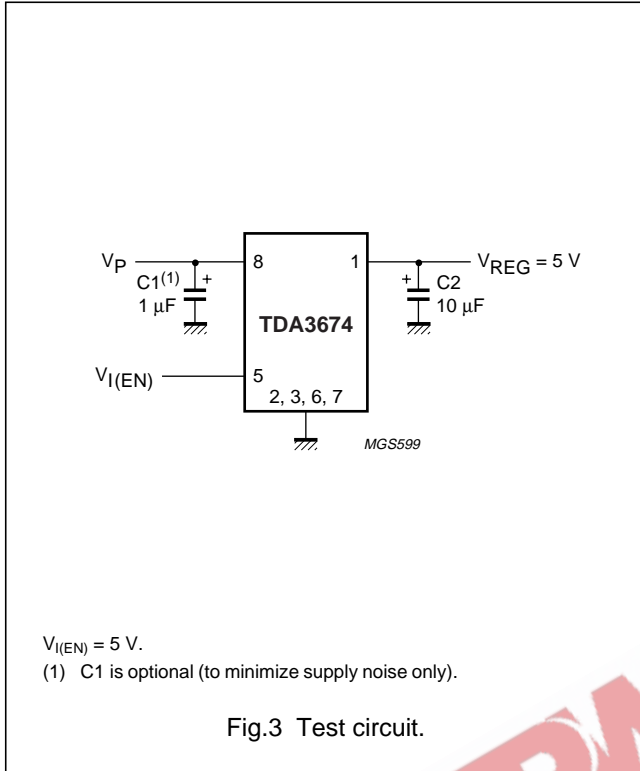 V_P
C1(1) +
1 μF
8
1
TDA3674
+ C2
10 μF
V_REG = 5 V
V_I(EN)
5
2, 3, 6, 7
MGS599
V_I(EN) = 5 V.
(1) C1 is optional (to minimize supply noise only).
Fig.3 Test circuit.